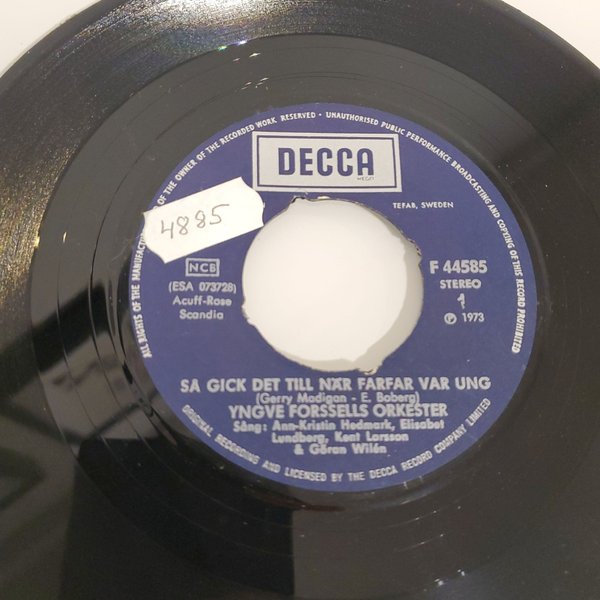 ALL RIGHTS OF THE MANUFACTURER AND OF THE OWNER OF THE RECORDED WORK RESERVED - UNAUTHORISED PUBLIC PERFORMANCE BROADCASTING AND COPYING OF THIS RECORD PROHIBITED
DECCA
TEFAB, SWEDEN
4885
NCB
(ESA 073728)
Acuff-Rose
Scandia
F 44585
STEREO
1
℗ 1973
SA GICK DET TILL NÄR FARFAR VAR UNG
(Gerry Madigan - E. Boberg)
YNGVE FORSSELLS ORKESTER
Sång: Ann-Kristin Hedmark, Elisabet
Lundberg, Kent Larsson
& Göran Wilén
ORIGINAL RECORDING AND LICENSED BY THE DECCA RECORD COMPANY LIMITED